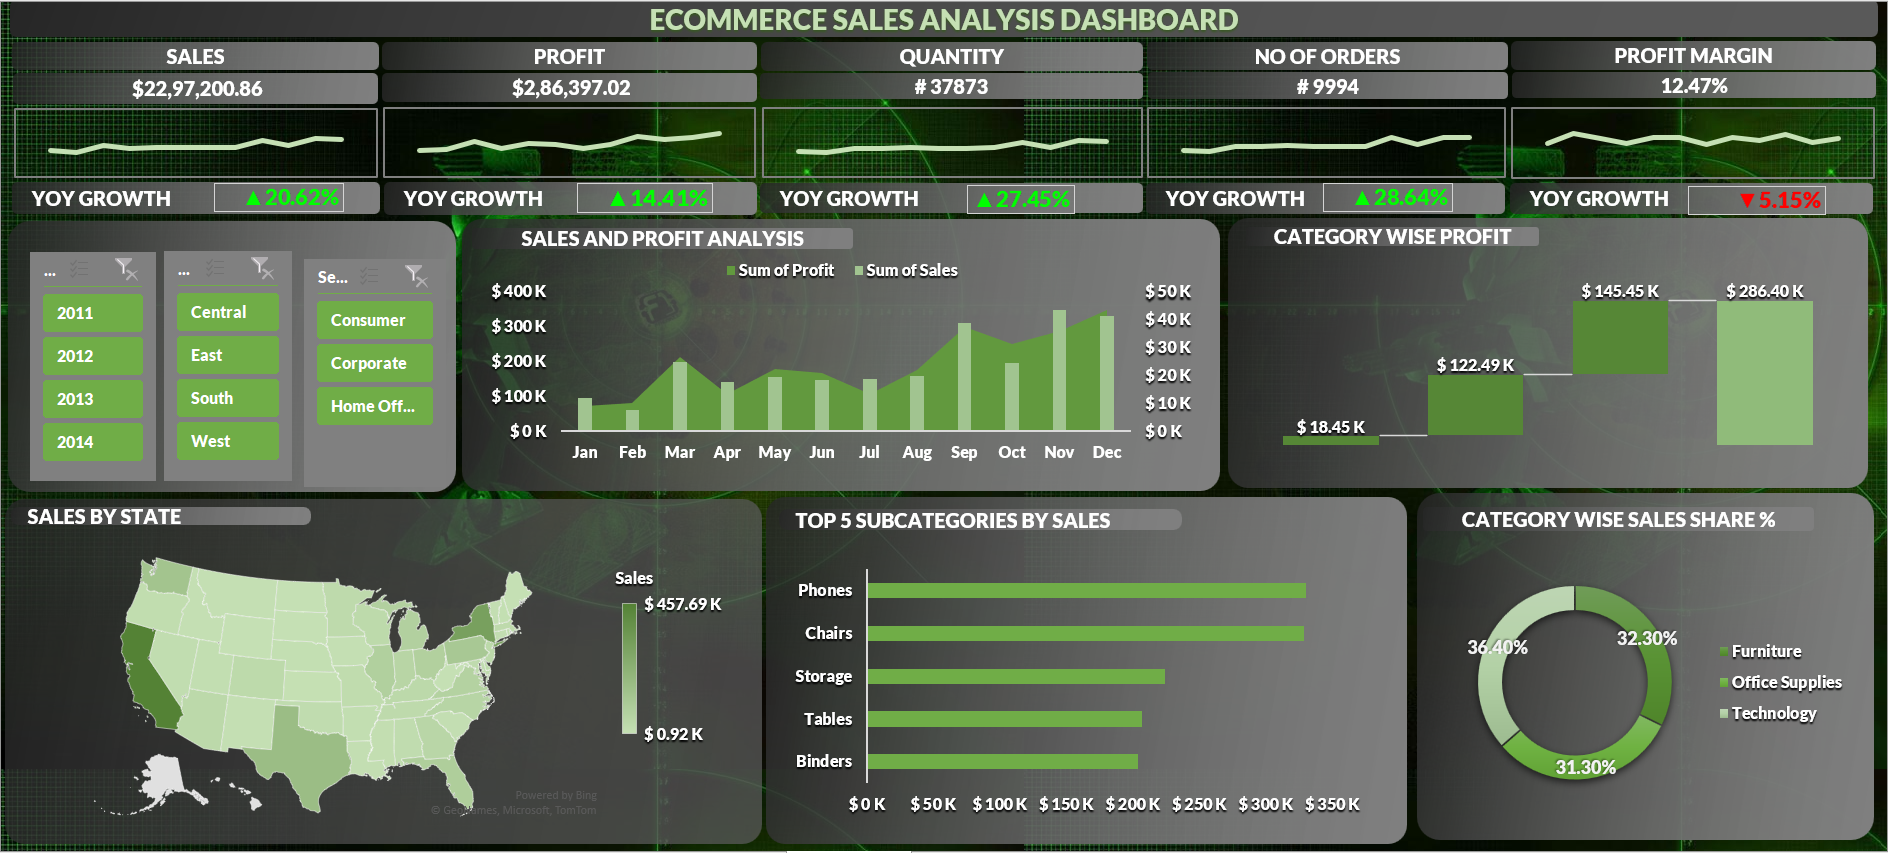 ECOMMERCE SALES ANALYSIS DASHBOARD
SALES
PROFIT
QUANTITY
NO OF ORDERS
PROFIT MARGIN
$22,97,200.86
$2,86,397.02
# 37873
# 9994
12.47%
YOY GROWTH ▲20.62%
YOY GROWTH ▲14.41%
YOY GROWTH ▲27.45%
YOY GROWTH ▲28.64%
YOY GROWTH ▼5.15%
...
2011
2012
2013
2014
...
Central
East
South
West
Se...
Consumer
Corporate
Home Off...
SALES AND PROFIT ANALYSIS
Sum of Profit Sum of Sales
$ 400 K
$ 300 K
$ 200 K
$ 100 K
$ 0 K
$ 50 K
$ 40 K
$ 30 K
$ 20 K
$ 10 K
$ 0 K
Jan Feb Mar Apr May Jun Jul Aug Sep Oct Nov Dec
CATEGORY WISE PROFIT
$ 18.45 K
$ 122.49 K
$ 145.45 K
$ 286.40 K
SALES BY STATE
Sales
$ 457.69 K
$ 0.92 K
Powered by Bing
© GeoNames, Microsoft, TomTom
TOP 5 SUBCATEGORIES BY SALES
Phones
Chairs
Storage
Tables
Binders
$ 0 K $ 50 K $ 100 K $ 150 K $ 200 K $ 250 K $ 300 K $ 350 K
CATEGORY WISE SALES SHARE %
36.40%
32.30%
31.30%
Furniture
Office Supplies
Technology